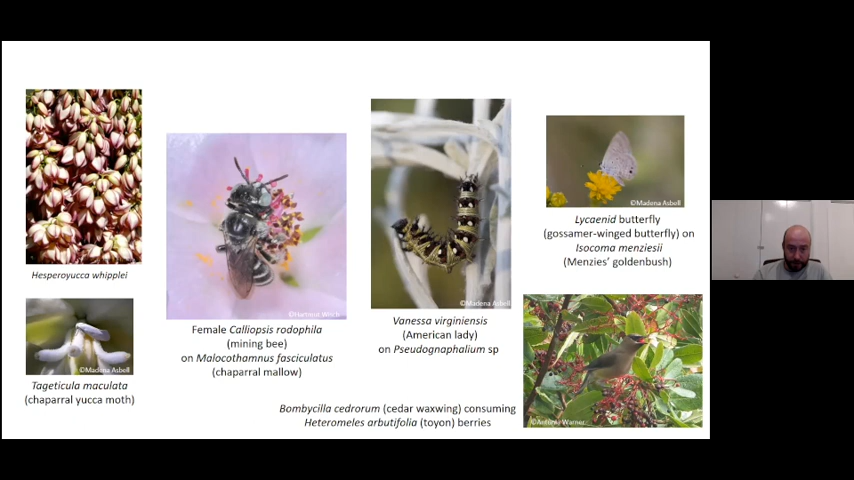 Hesperoyucca whipplei
©Madena Asbell
Tageticula maculata
(chaparral yucca moth)
©Hartmut Wisch
Female Calliopsis rodophila
(mining bee)
on Malocothamnus fasciculatus
(chaparral mallow)
©Madena Asbell
Vanessa virginiensis
(American lady)
on Pseudognaphalium sp
©Madena Asbell
Lycaenid butterfly
(gossamer-winged butterfly) on
Isocoma menziesii
(Menzies' goldenbush)
Bombycilla cedrorum (cedar waxwing) consuming
Heteromeles arbutifolia (toyon) berries
©Antonia Warner